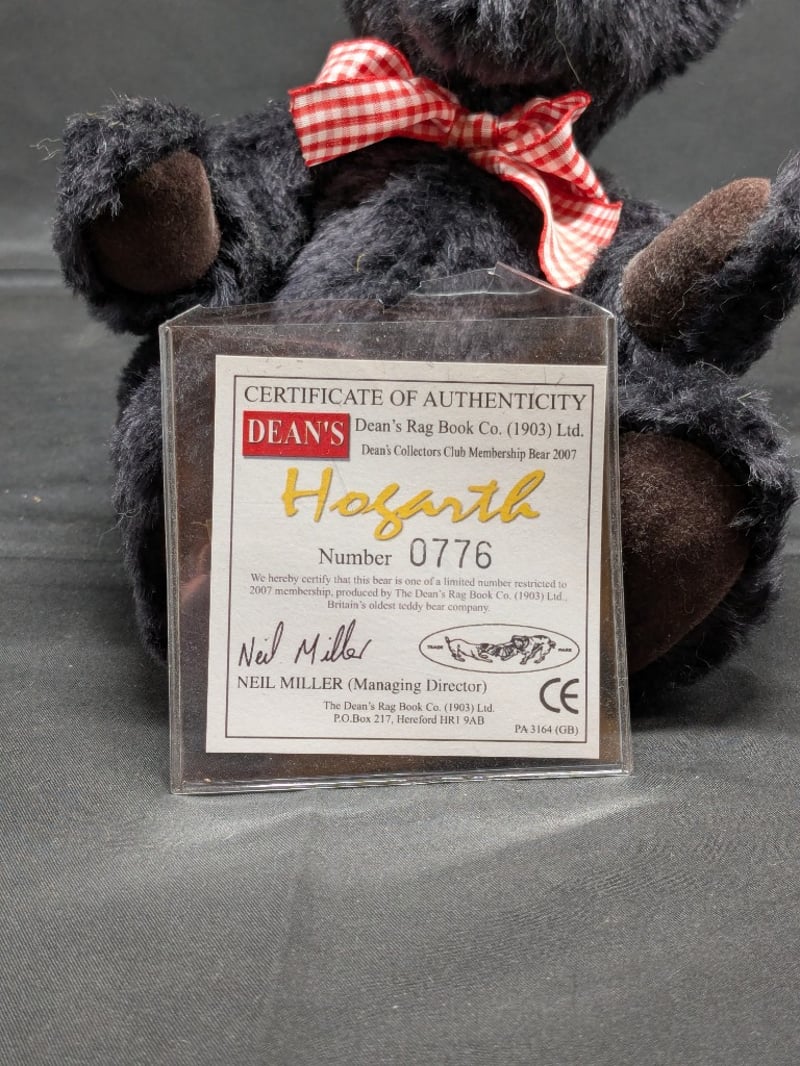 CERTIFICATE OF AUTHENTICITY
DEAN'S Dean's Rag Book Co. (1903) Ltd.
Dean's Collectors Club Membership Bear 2007
Hogarth
Number 0776
We hereby certify that this bear is one of a limited number restricted to
2007 membership, produced by The Dean's Rag Book Co. (1903) Ltd.,
Britain's oldest teddy bear company.
Neil Miller
TRADE MARK
NEIL MILLER (Managing Director)
CE
The Dean's Rag Book Co. (1903) Ltd.
P.O.Box 217, Hereford HR1 9AB
PA 3164 (GB)